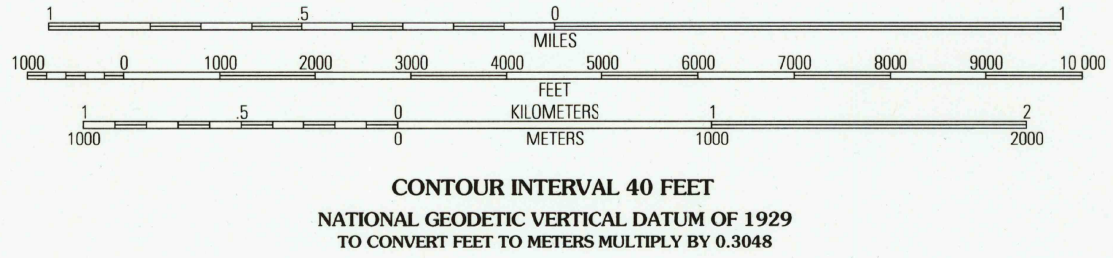 1 .5 0 1
MILES
1000 0 1000 2000 3000 4000 5000 6000 7000 8000 9000 10 000
FEET
1 .5 0 KILOMETERS 1 2
1000 0 METERS 1000 2000
CONTOUR INTERVAL 40 FEET
NATIONAL GEODETIC VERTICAL DATUM OF 1929
TO CONVERT FEET TO METERS MULTIPLY BY 0.3048